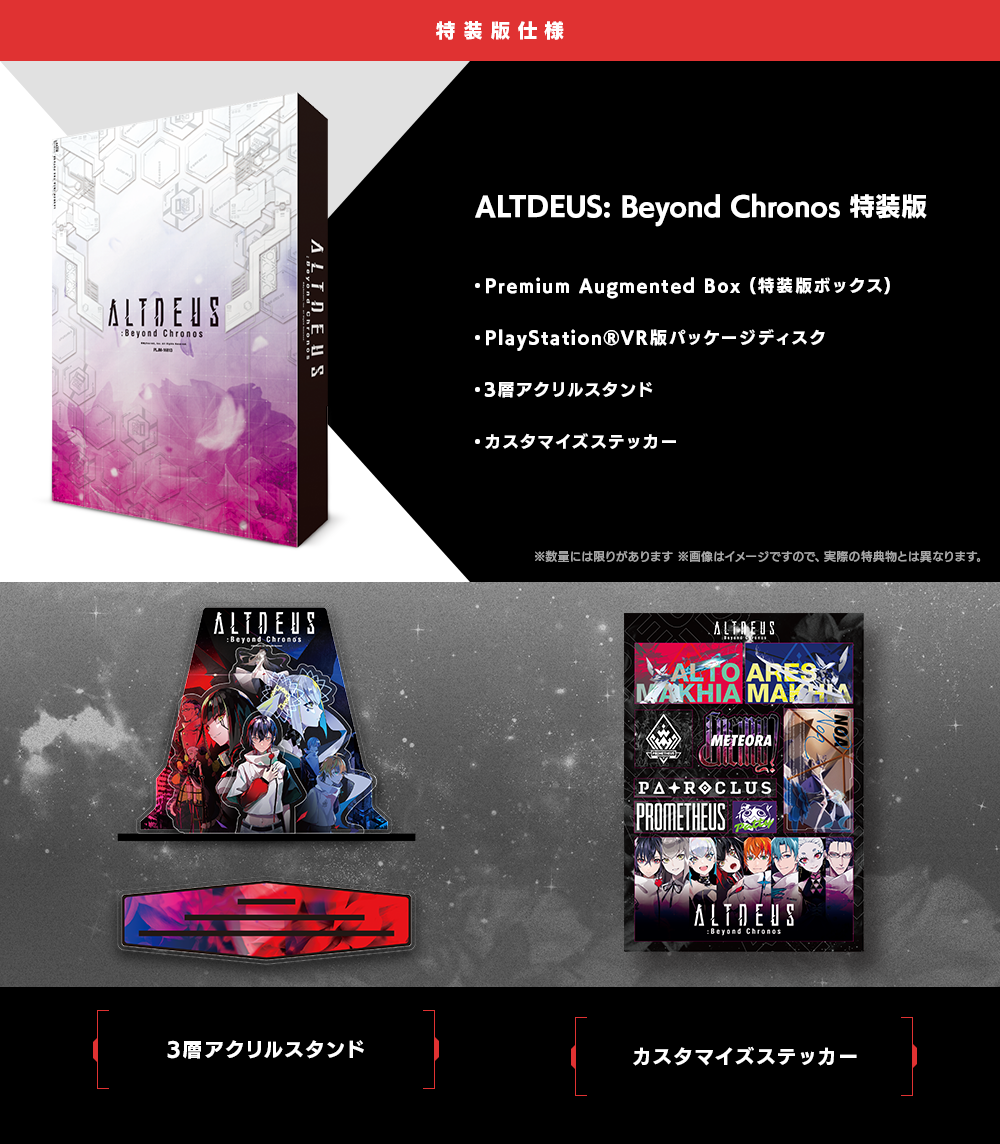 特装版仕様
ALTDEUS
:Beyond Chronos
ALTDEUS
:Beyond Chronos
ALTDEUS: Beyond Chronos 特装版
・Premium Augmented Box（特装版ボックス）
・PlayStation®VR版パッケージディスク
・3層アクリルスタンド
・カスタマイズステッカー
※数量には限りがあります ※画像はイメージですので、実際の特典物とは異なります。
ALTDEUS
:Beyond Chronos
ALTDEUS
:Beyond Chronos
ALTO
MAKHIA
ARES
MAKHIA
PROMETHEUS
METEORA
NOA
PATROCLUS
PROMETHEUS
ALTDEUS
:Beyond Chronos
3層アクリルスタンド
カスタマイズステッカー